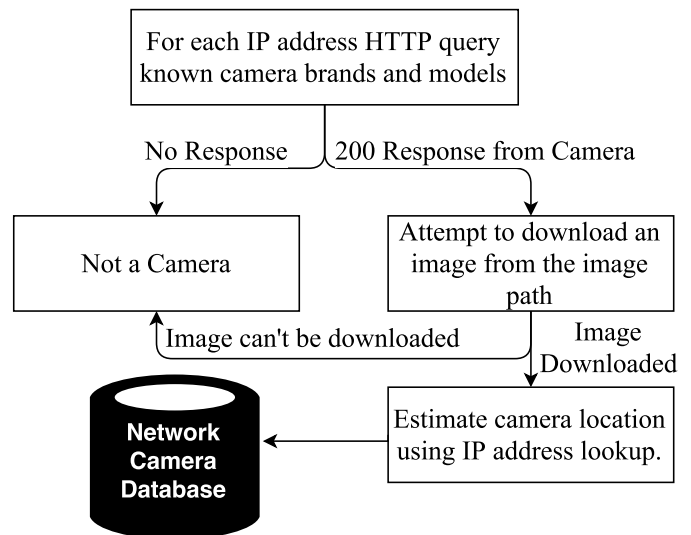 For each IP address HTTP query
known camera brands and models
No Response
200 Response from Camera
Not a Camera
Attempt to download an
image from the image
path
Image can't be downloaded
Image
Downloaded
Network
Camera
Database
Estimate camera location
using IP address lookup.